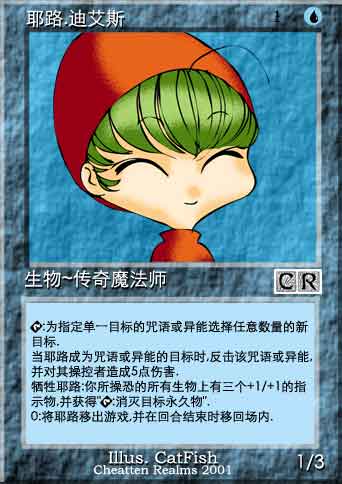 耶路.迪艾斯 1
生物~传奇魔法师 CR
:为指定单一目标的咒语或异能选择任意数量的新
目标.
当耶路成为咒语或异能的目标时,反击该咒语或异能,
并对其操控者造成5点伤害.
牺牲耶路:你所操恐的所有生物上有三个+1/+1的指
示物,并获得":消灭目标永久物".
0:将耶路移出游戏,并在回合结束时移回场内.
Illus. CatFish
Cheatten Realms 2001
1/3